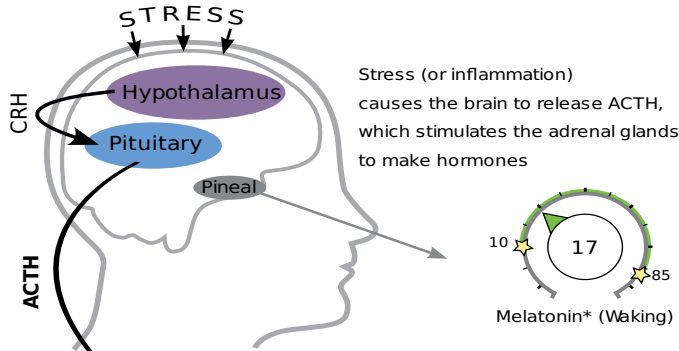 STRESS
Hypothalamus
CRH
Pituitary
Pineal
ACTH
Stress (or inflammation)
causes the brain to release ACTH,
which stimulates the adrenal glands
to make hormones
10
17
85
Melatonin* (Waking)